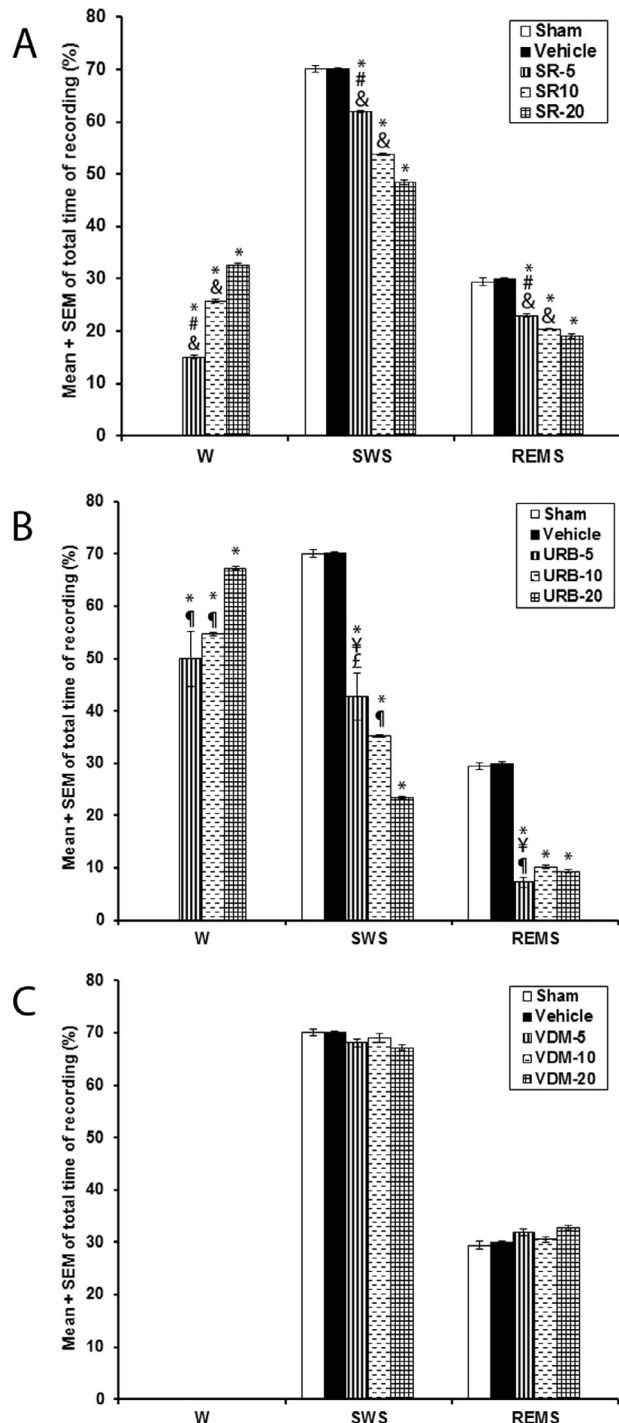 A
Mean + SEM of total time of recording (%)
80
70
60
50
40
30
20
10
0
Sham
Vehicle
SR-5
SR10
SR-20
*
#
&
*
&
*
*
#
&
*
&
*
*
#
&
*
&
*
W SWS REMS
B
Mean + SEM of total time of recording (%)
80
70
60
50
40
30
20
10
0
Sham
Vehicle
URB-5
URB-10
URB-20
*
¶
*
¶
*
*
¥
£
*
¶
*
*
¥
¶
*
*
W SWS REMS
C
Mean + SEM of total time of recording (%)
80
70
60
50
40
30
20
10
0
Sham
Vehicle
VDM-5
VDM-10
VDM-20
W SWS REMS